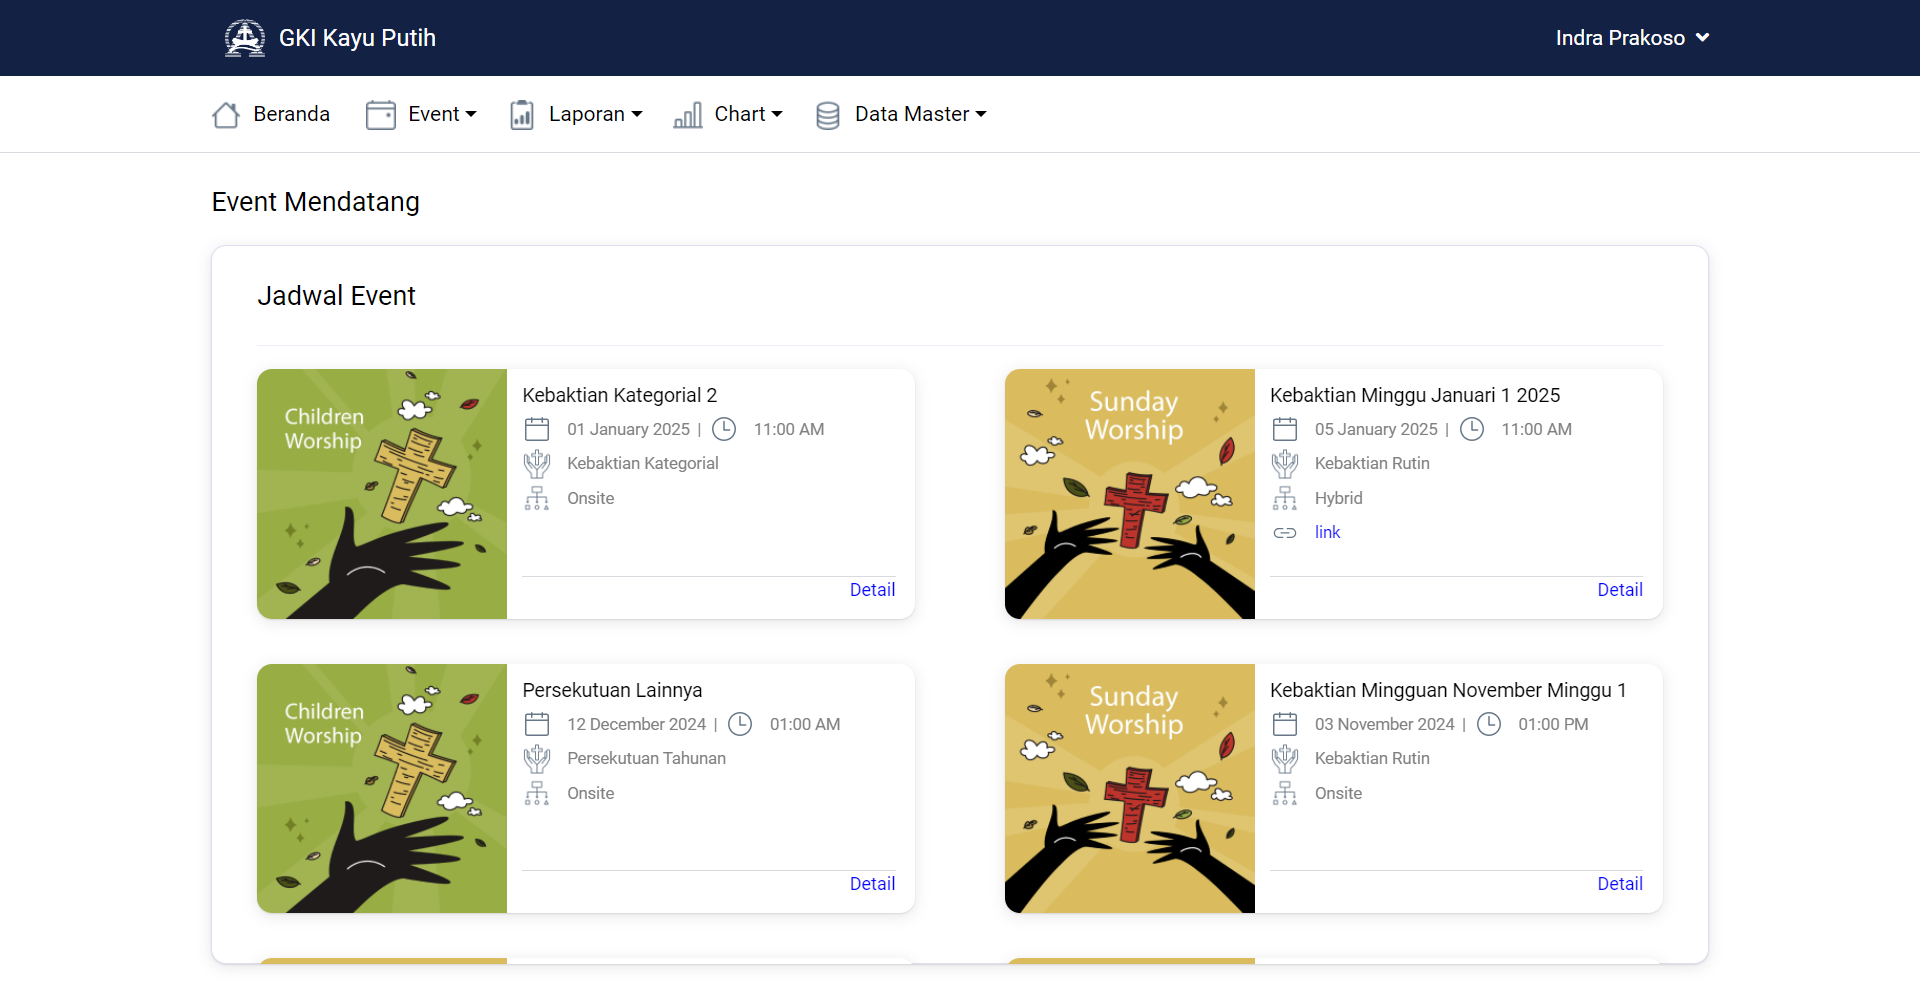 GKI Kayu Putih
Indra Prakoso
Beranda
Event
Laporan
Chart
Data Master
Event Mendatang
Jadwal Event
Children
Worship
Kebaktian Kategorial 2
01 January 2025 | 11:00 AM
Kebaktian Kategorial
Onsite
Detail
Sunday
Worship
Kebaktian Minggu Januari 1 2025
05 January 2025 | 11:00 AM
Kebaktian Rutin
Hybrid
link
Detail
Children
Worship
Persekutuan Lainnya
12 December 2024 | 01:00 AM
Persekutuan Tahunan
Onsite
Detail
Sunday
Worship
Kebaktian Mingguan November Minggu 1
03 November 2024 | 01:00 PM
Kebaktian Rutin
Onsite
Detail